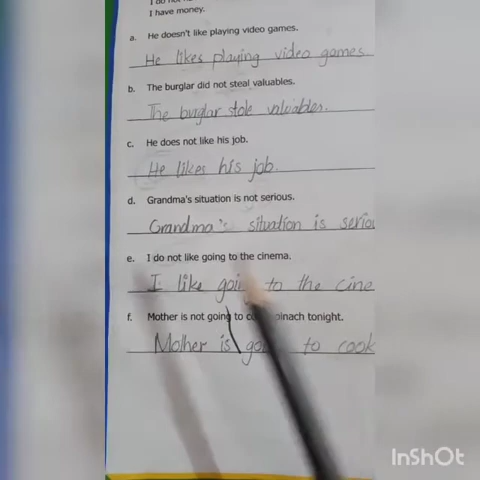 I do not
I have money.
a. He doesn't like playing video games.
He likes playing video games
b. The burglar did not steal valuables.
The burglar stole valuables.
c. He does not like his job.
He likes his job.
d. Grandma's situation is not serious.
Grandma's situation is
e. I do not like going to the cinema.
I like going to the
f. Mother is not going to spinach tonight.
Mother is to cook
InShOt